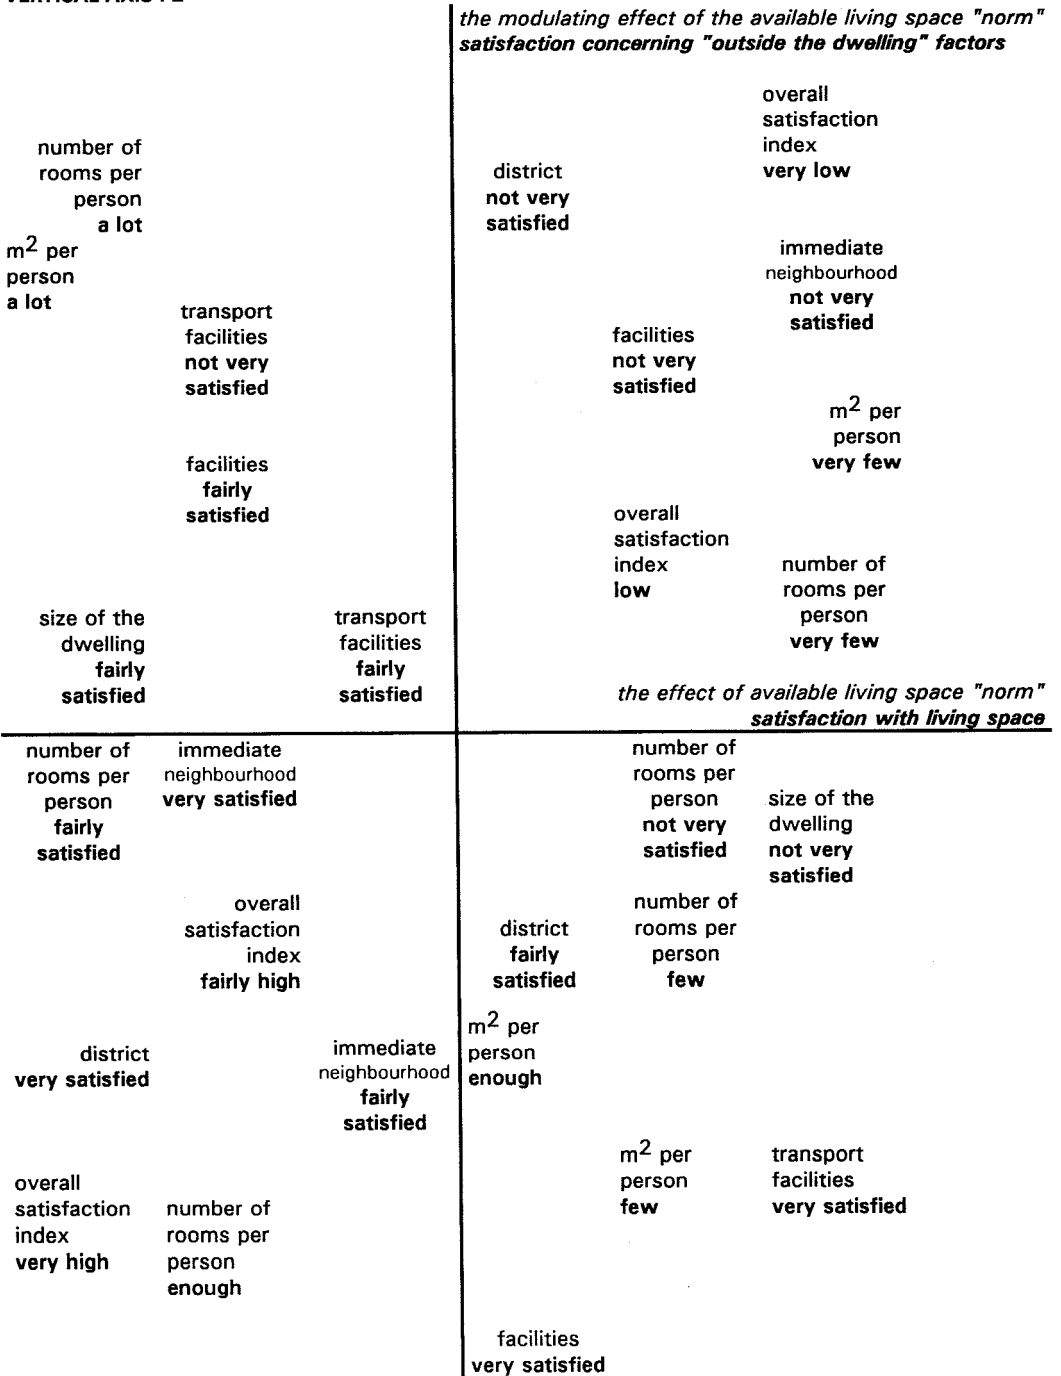 the modulating effect of the available living space "norm"
satisfaction concerning "outside the dwelling" factors
overall
satisfaction
index
very low
number of
rooms per
person
a lot
district
not very
satisfied
m2 per
person
a lot
immediate
neighbourhood
not very
satisfied
transport
facilities
not very
satisfied
facilities
not very
satisfied
m2 per
person
very few
facilities
fairly
satisfied
overall
satisfaction
index
low
number of
rooms per
person
very few
size of the
dwelling
fairly
satisfied
transport
facilities
fairly
satisfied
the effect of available living space "norm"
satisfaction with living space
number of
rooms per
person
fairly
satisfied
immediate
neighbourhood
very satisfied
number of
rooms per
person
not very
satisfied
size of the
dwelling
not very
satisfied
overall
satisfaction
index
fairly high
district
fairly
satisfied
number of
rooms per
person
few
m2 per
person
enough
district
very satisfied
immediate
neighbourhood
fairly
satisfied
m2 per
person
few
transport
facilities
very satisfied
overall
satisfaction
index
very high
number of
rooms per
person
enough
facilities
very satisfied